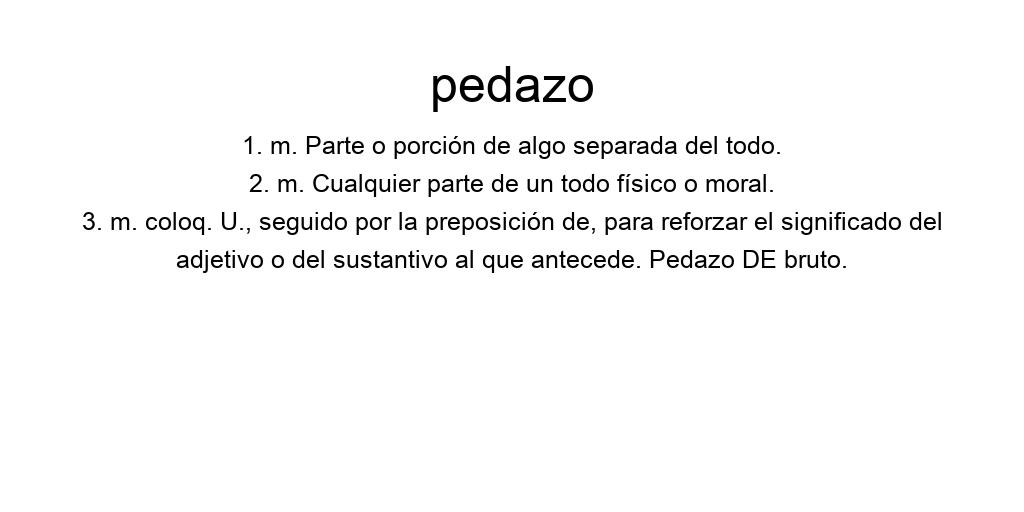 pedazo
1. m. Parte o porción de algo separada del todo.
2. m. Cualquier parte de un todo físico o moral.
3. m. coloq. U., seguido por la preposición de, para reforzar el significado del
adjetivo o del sustantivo al que antecede. Pedazo DE bruto.